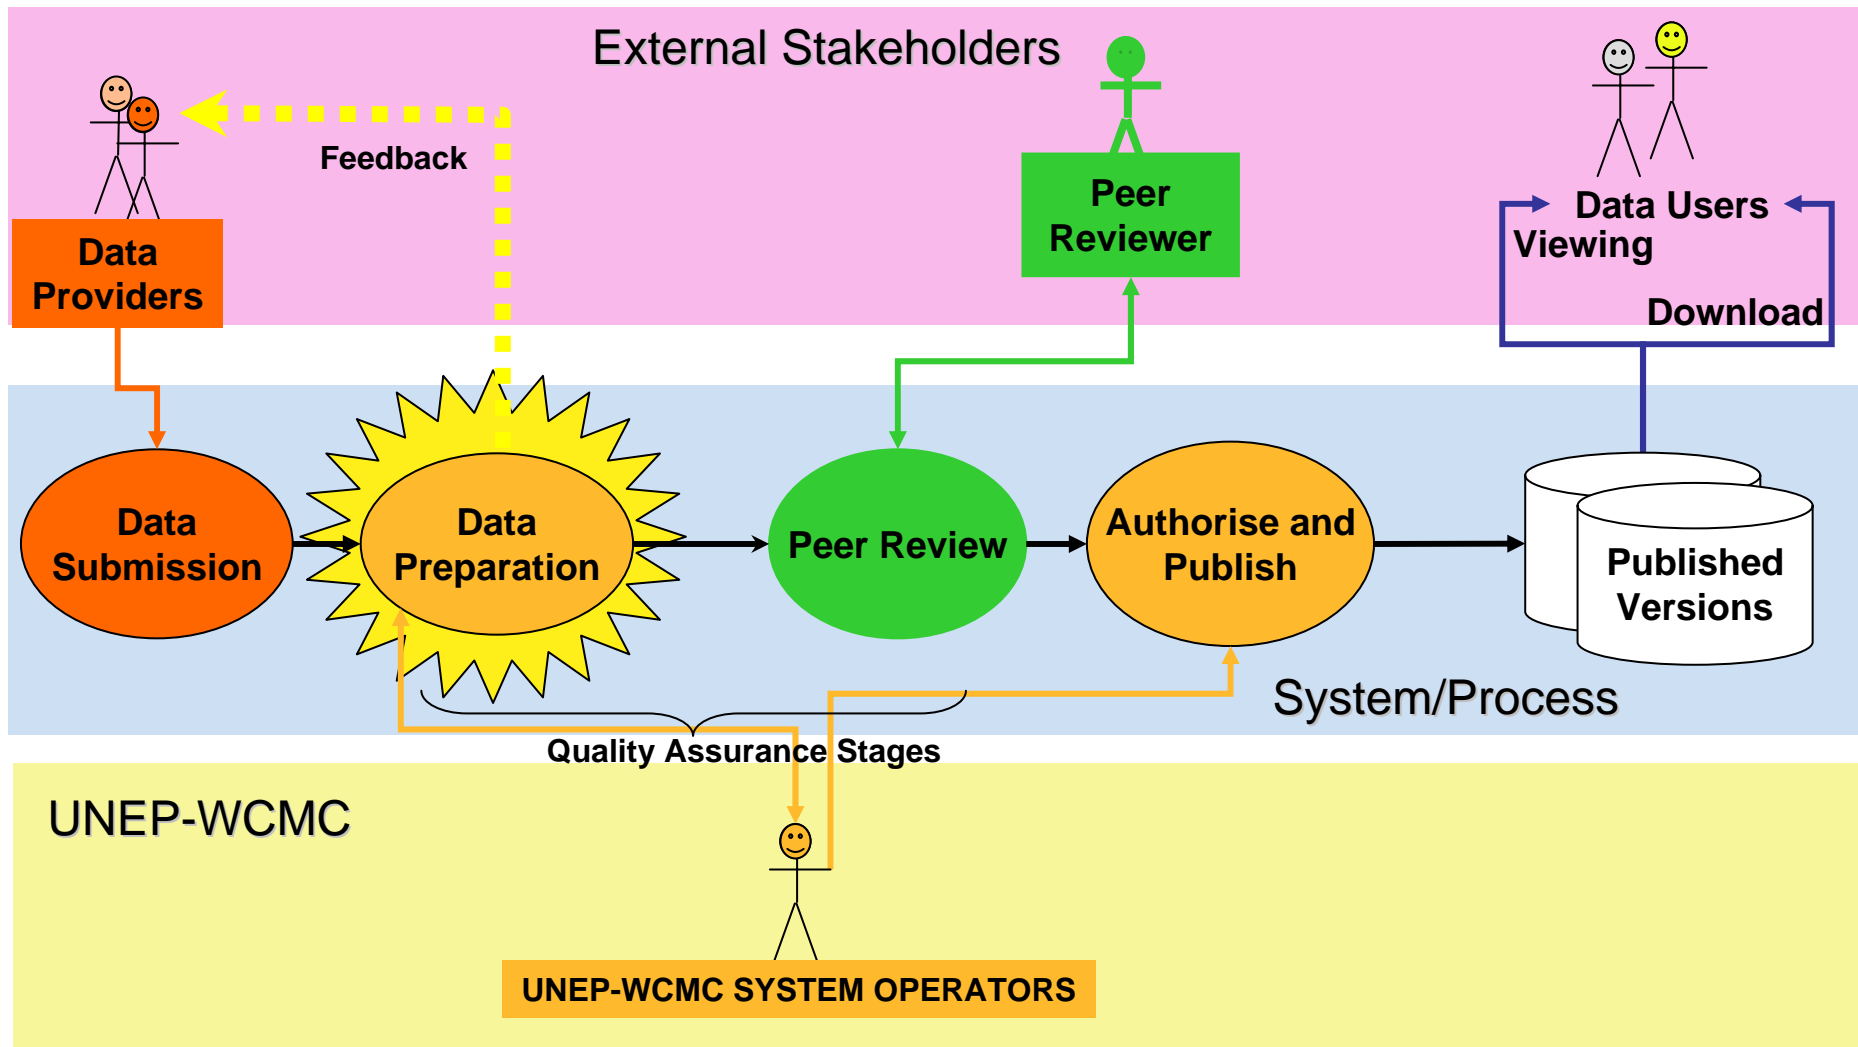 External Stakeholders
Feedback
Data
Providers
Peer
Reviewer
Data Users
Viewing
Download
Data
Submission
Data
Preparation
Peer Review
Authorise and
Publish
Published
Versions
System/Process
Quality Assurance Stages
UNEP-WCMC
UNEP-WCMC SYSTEM OPERATORS